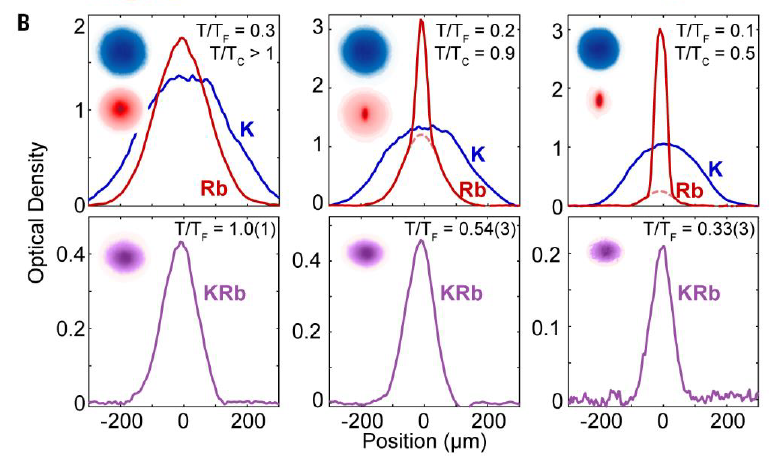 B
Optical Density
T/T_F = 0.3
T/T_C > 1
2
1
0
K
Rb
T/T_F = 0.2
T/T_C = 0.9
3
2
1
0
K
Rb
T/T_F = 0.1
T/T_C = 0.5
3
2
1
0
K
Rb
T/T_F = 1.0(1)
0.4
0.2
0
KRb
-200 0 200
T/T_F = 0.54(3)
0.4
0.2
0
KRb
-200 0 200
T/T_F = 0.33(3)
0.2
0.1
0
KRb
-200 0 200
Position (μm)